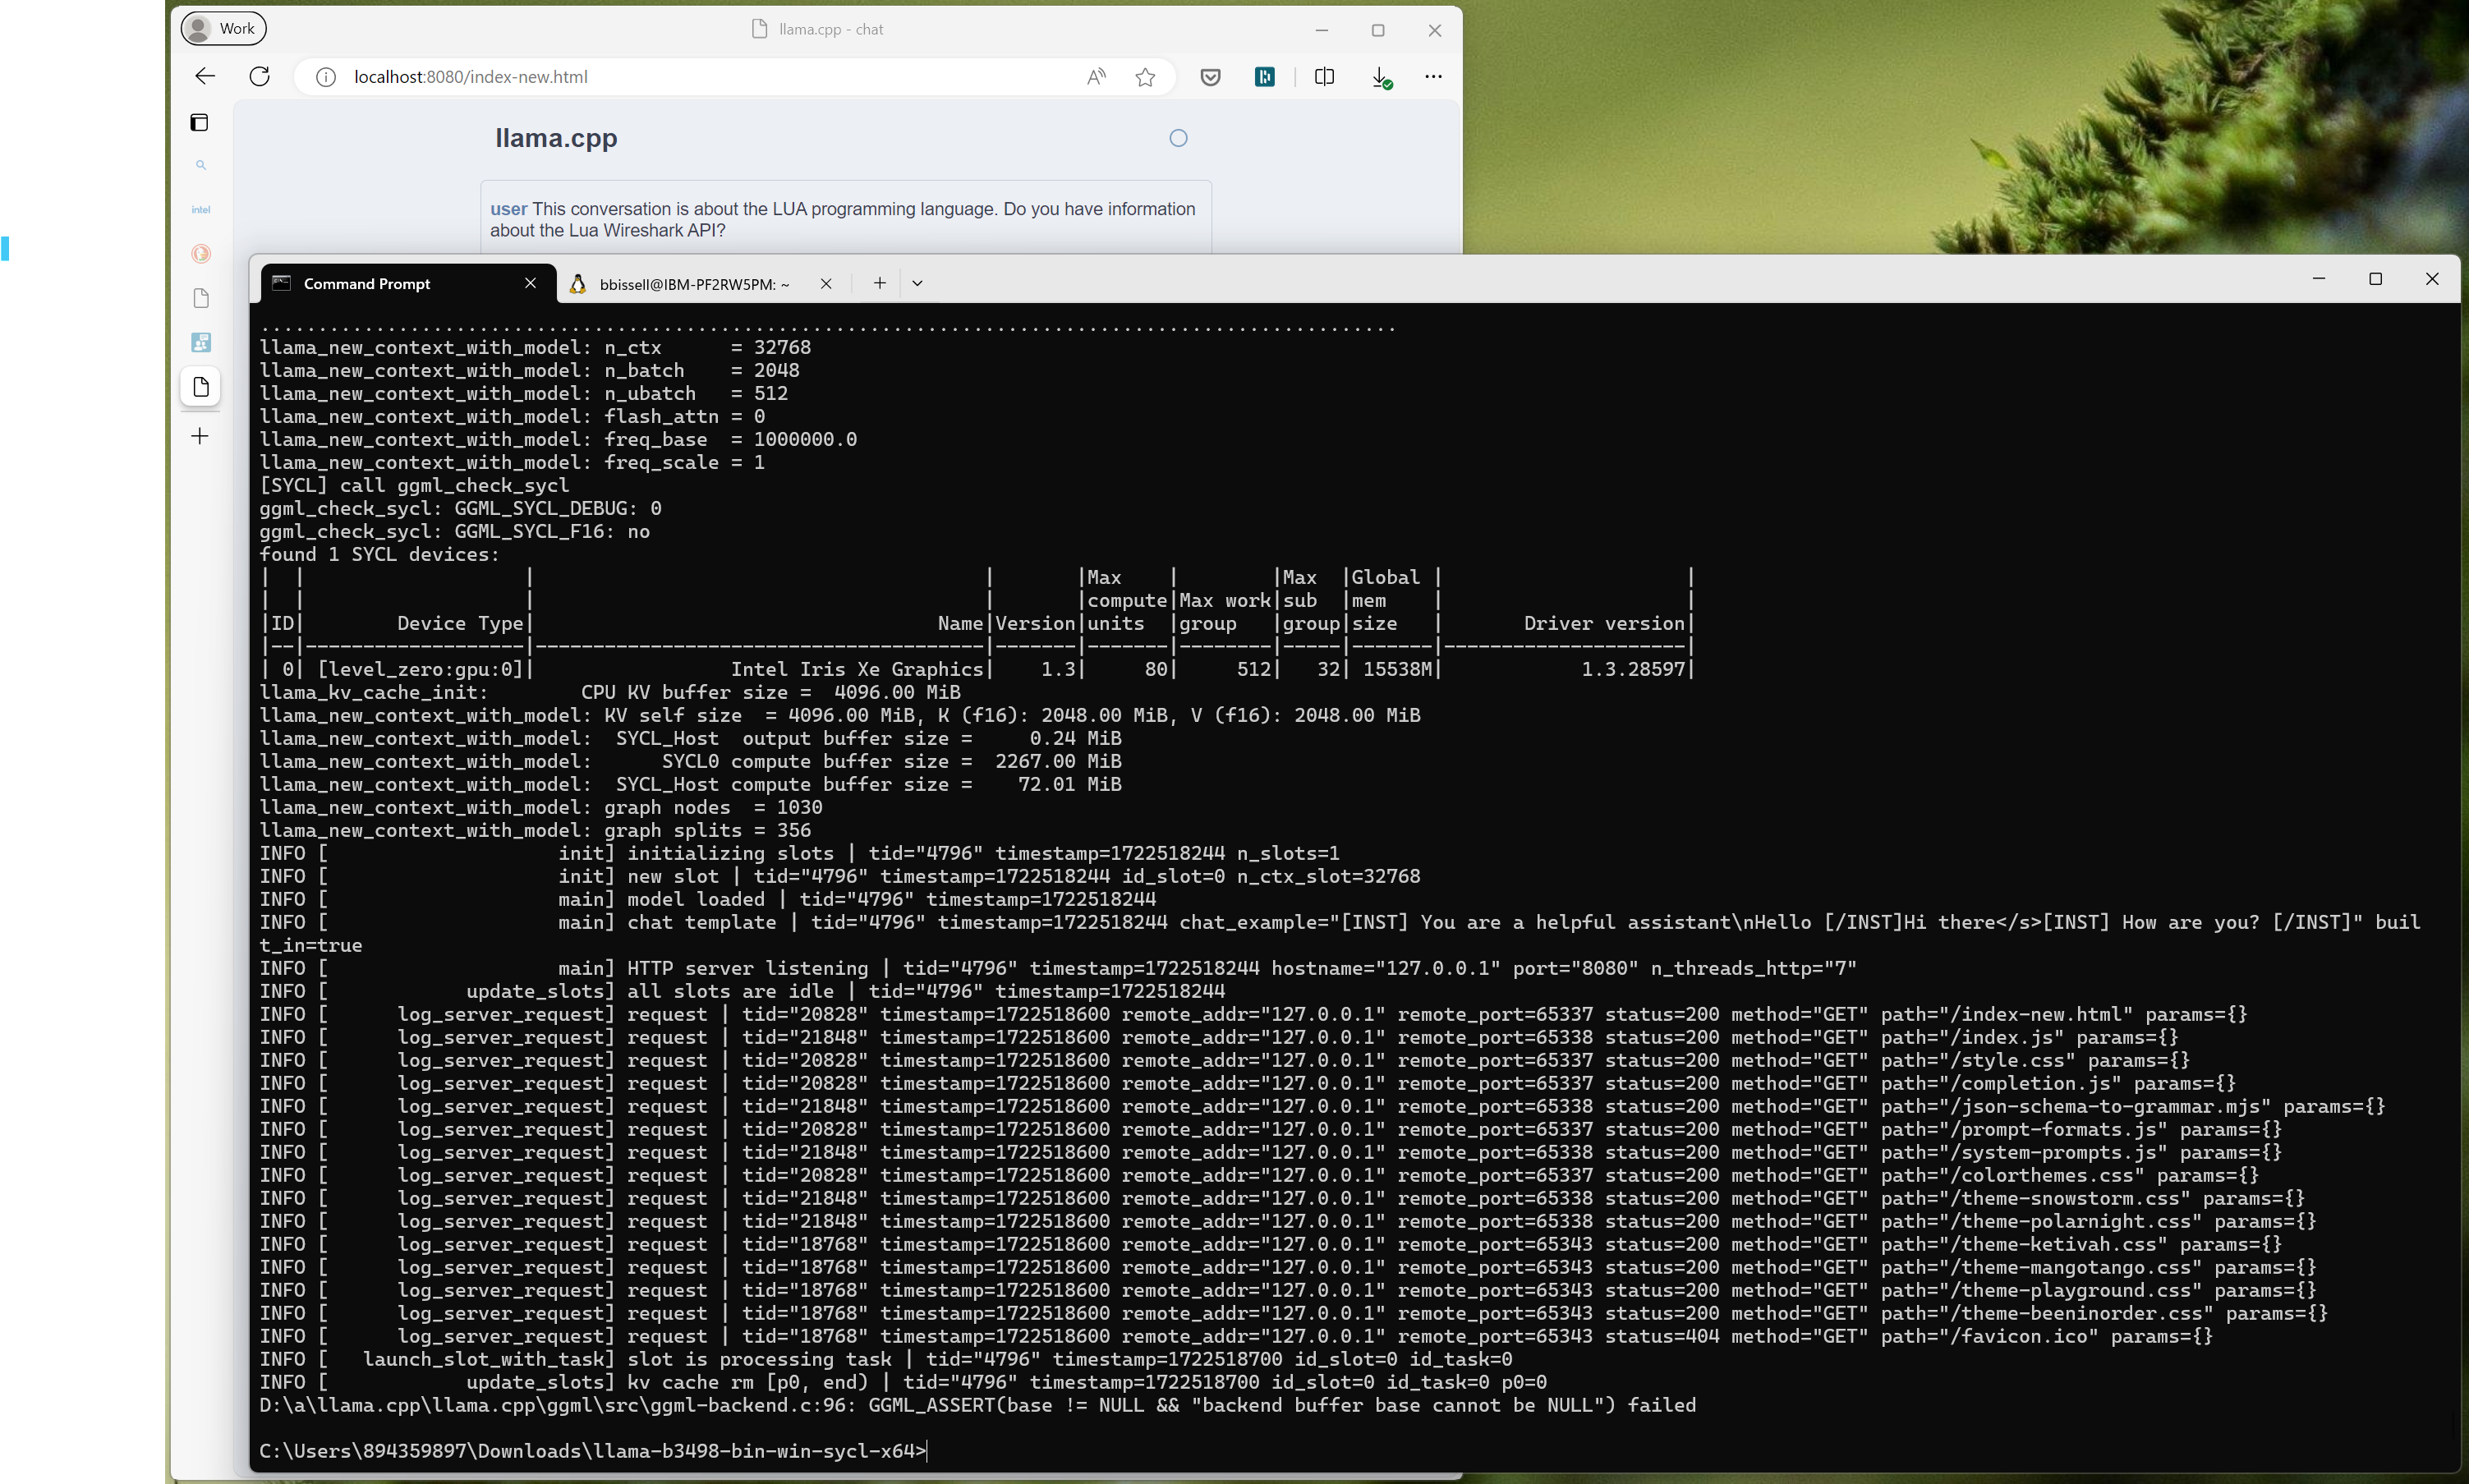 Work
llama.cpp - chat
localhost:8080/index-new.html
llama.cpp
intel
user This conversation is about the LUA programming language. Do you have information
about the Lua Wireshark API?
Command Prompt
bbissell@IBM-PF2RW5PM: ~
...................................................................................................
llama_new_context_with_model: n_ctx      = 32768
llama_new_context_with_model: n_batch    = 2048
llama_new_context_with_model: n_ubatch   = 512
llama_new_context_with_model: flash_attn = 0
llama_new_context_with_model: freq_base  = 1000000.0
llama_new_context_with_model: freq_scale = 1
[SYCL] call ggml_check_sycl
ggml_check_sycl: GGML_SYCL_DEBUG: 0
ggml_check_sycl: GGML_SYCL_F16: no
found 1 SYCL devices:
|  |                   |                                       |       |Max    |        |Max  |Global |                     |
|  |                   |                                       |       |compute|Max work|sub  |mem    |                     |
|ID|        Device Type|                                   Name|Version|units  |group   |group|size   |       Driver version|
|--|-------------------|---------------------------------------|-------|-------|--------|-----|-------|---------------------|
| 0| [level_zero:gpu:0]|                 Intel Iris Xe Graphics|    1.3|     80|     512|   32| 15538M|            1.3.28597|
llama_kv_cache_init:        CPU KV buffer size =  4096.00 MiB
llama_new_context_with_model: KV self size  = 4096.00 MiB, K (f16): 2048.00 MiB, V (f16): 2048.00 MiB
llama_new_context_with_model:  SYCL_Host  output buffer size =     0.24 MiB
llama_new_context_with_model:      SYCL0 compute buffer size =  2267.00 MiB
llama_new_context_with_model:  SYCL_Host compute buffer size =    72.01 MiB
llama_new_context_with_model: graph nodes  = 1030
llama_new_context_with_model: graph splits = 356
INFO [                    init] initializing slots | tid="4796" timestamp=1722518244 n_slots=1
INFO [                    init] new slot | tid="4796" timestamp=1722518244 id_slot=0 n_ctx_slot=32768
INFO [                    main] model loaded | tid="4796" timestamp=1722518244
INFO [                    main] chat template | tid="4796" timestamp=1722518244 chat_example="[INST] You are a helpful assistant\nHello [/INST]Hi there</s>[INST] How are you? [/INST]" buil
t_in=true
INFO [                    main] HTTP server listening | tid="4796" timestamp=1722518244 hostname="127.0.0.1" port="8080" n_threads_http="7"
INFO [            update_slots] all slots are idle | tid="4796" timestamp=1722518244
INFO [      log_server_request] request | tid="20828" timestamp=1722518600 remote_addr="127.0.0.1" remote_port=65337 status=200 method="GET" path="/index-new.html" params={}
INFO [      log_server_request] request | tid="21848" timestamp=1722518600 remote_addr="127.0.0.1" remote_port=65338 status=200 method="GET" path="/index.js" params={}
INFO [      log_server_request] request | tid="20828" timestamp=1722518600 remote_addr="127.0.0.1" remote_port=65337 status=200 method="GET" path="/style.css" params={}
INFO [      log_server_request] request | tid="20828" timestamp=1722518600 remote_addr="127.0.0.1" remote_port=65337 status=200 method="GET" path="/completion.js" params={}
INFO [      log_server_request] request | tid="21848" timestamp=1722518600 remote_addr="127.0.0.1" remote_port=65338 status=200 method="GET" path="/json-schema-to-grammar.mjs" params={}
INFO [      log_server_request] request | tid="20828" timestamp=1722518600 remote_addr="127.0.0.1" remote_port=65337 status=200 method="GET" path="/prompt-formats.js" params={}
INFO [      log_server_request] request | tid="21848" timestamp=1722518600 remote_addr="127.0.0.1" remote_port=65338 status=200 method="GET" path="/system-prompts.js" params={}
INFO [      log_server_request] request | tid="20828" timestamp=1722518600 remote_addr="127.0.0.1" remote_port=65337 status=200 method="GET" path="/colorthemes.css" params={}
INFO [      log_server_request] request | tid="21848" timestamp=1722518600 remote_addr="127.0.0.1" remote_port=65338 status=200 method="GET" path="/theme-snowstorm.css" params={}
INFO [      log_server_request] request | tid="21848" timestamp=1722518600 remote_addr="127.0.0.1" remote_port=65338 status=200 method="GET" path="/theme-polarnight.css" params={}
INFO [      log_server_request] request | tid="18768" timestamp=1722518600 remote_addr="127.0.0.1" remote_port=65343 status=200 method="GET" path="/theme-ketivah.css" params={}
INFO [      log_server_request] request | tid="18768" timestamp=1722518600 remote_addr="127.0.0.1" remote_port=65343 status=200 method="GET" path="/theme-mangotango.css" params={}
INFO [      log_server_request] request | tid="18768" timestamp=1722518600 remote_addr="127.0.0.1" remote_port=65343 status=200 method="GET" path="/theme-playground.css" params={}
INFO [      log_server_request] request | tid="18768" timestamp=1722518600 remote_addr="127.0.0.1" remote_port=65343 status=200 method="GET" path="/theme-beeninorder.css" params={}
INFO [      log_server_request] request | tid="18768" timestamp=1722518600 remote_addr="127.0.0.1" remote_port=65343 status=404 method="GET" path="/favicon.ico" params={}
INFO [   launch_slot_with_task] slot is processing task | tid="4796" timestamp=1722518700 id_slot=0 id_task=0
INFO [            update_slots] kv cache rm [p0, end) | tid="4796" timestamp=1722518700 id_slot=0 id_task=0 p0=0
D:\a\llama.cpp\llama.cpp\ggml\src\ggml-backend.c:96: GGML_ASSERT(base != NULL && "backend buffer base cannot be NULL") failed
C:\Users\894359897\Downloads\llama-b3498-bin-win-sycl-x64>